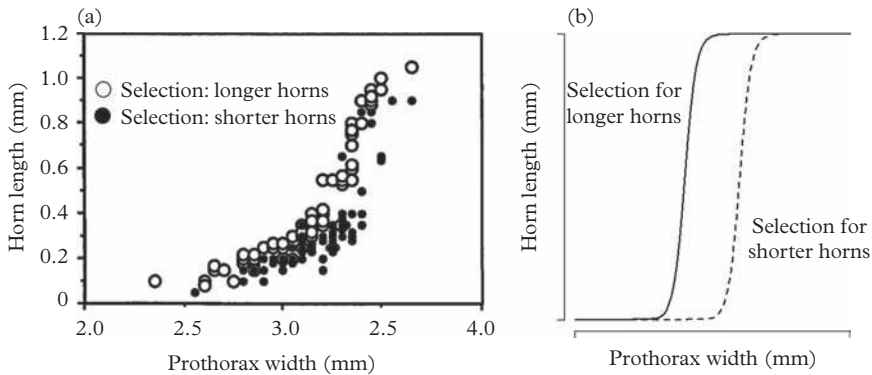 (a)
1.2
1.0
0.8
0.6
0.4
0.2
0
Horn length (mm)
Selection: longer horns
Selection: shorter horns
2.0 2.5 3.0 2.5 4.0
Prothorax width (mm)
(b)
Horn length (mm)
Selection for
longer horns
Selection for
shorter horns
Prothorax width (mm)